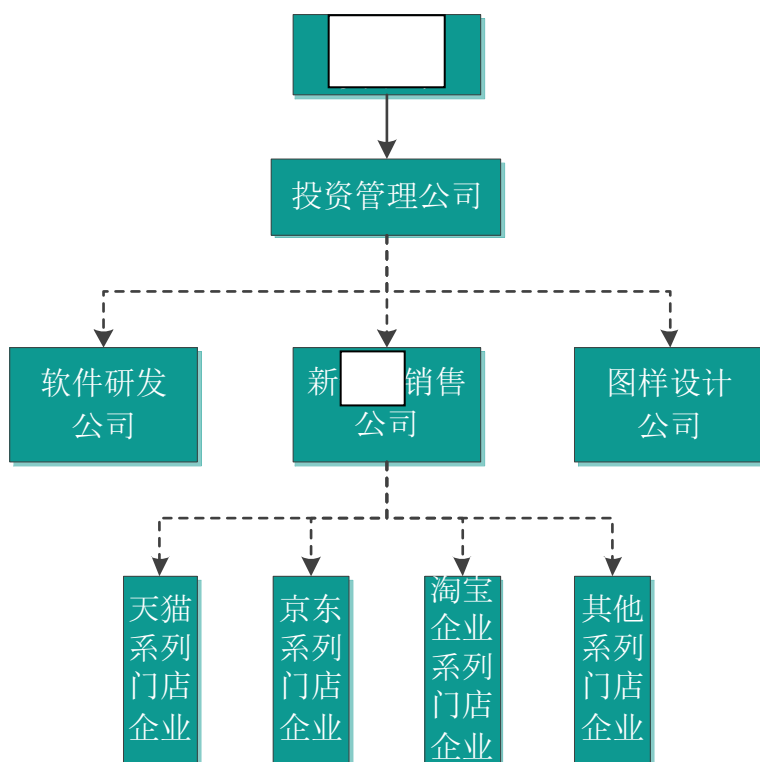 投资管理公司
软件研发
公司
新
销售
公司
图样设计
公司
天猫
系列
门店
企业
京东
系列
门店
企业
淘宝
企业
系列
门店
企业
其他
系列
门店
企业